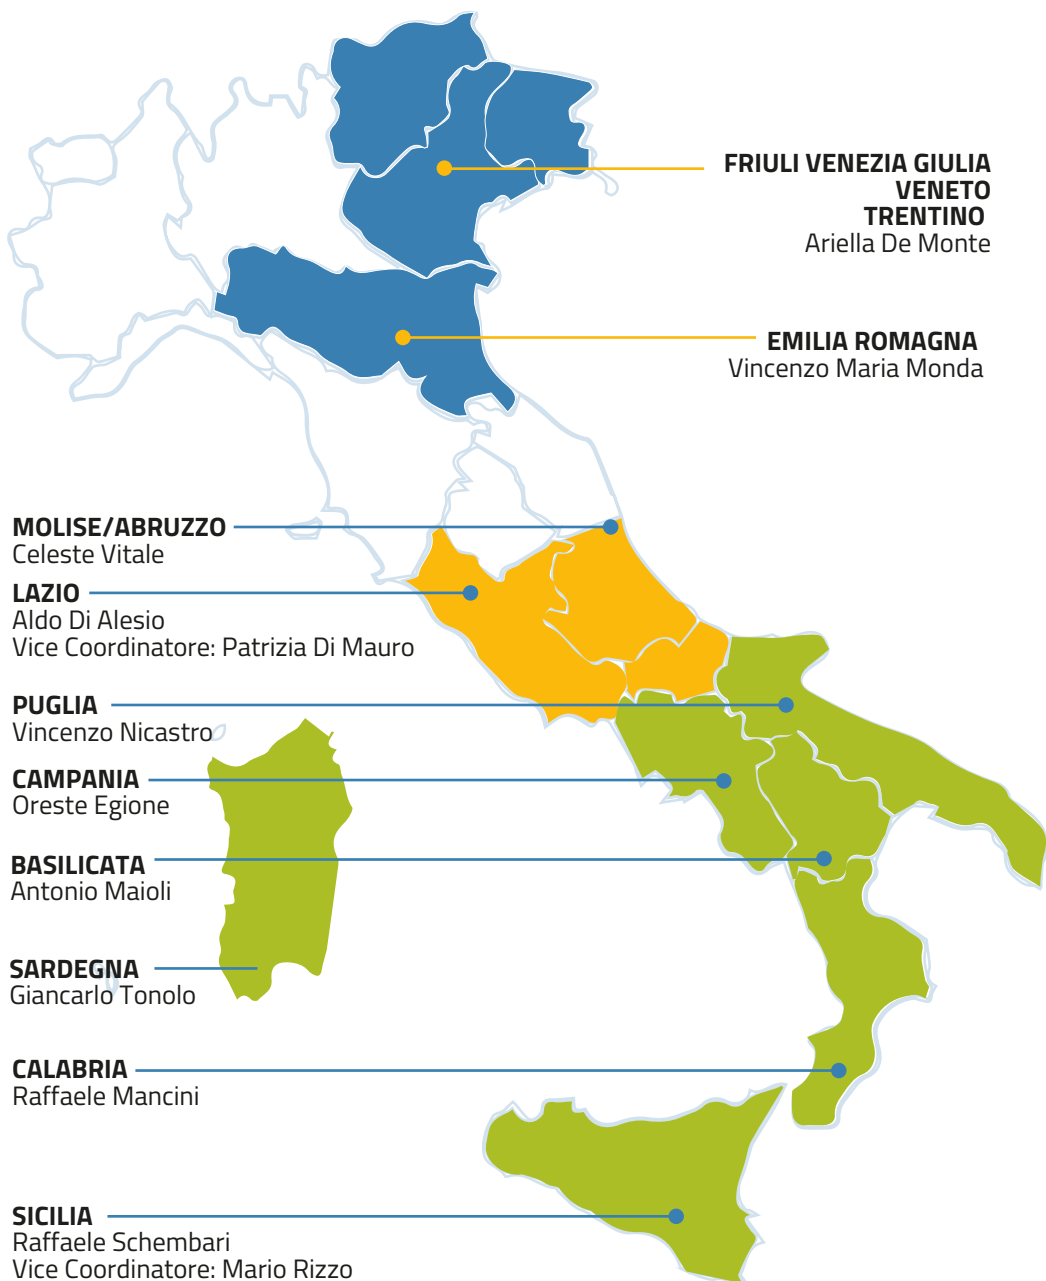 FRIULI VENEZIA GIULIA
VENETO
TRENTINO
Ariella De Monte
EMILIA ROMAGNA
Vincenzo Maria Monda
MOLISE/ABRUZZO
Celeste Vitale
LAZIO
Aldo Di Alesio
Vice Coordinatore: Patrizia Di Mauro
PUGLIA
Vincenzo Nicastro
CAMPANIA
Oreste Egione
BASILICATA
Antonio Maioli
SARDEGNA
Giancarlo Tonolo
CALABRIA
Raffaele Mancini
SICILIA
Raffaele Schembari
Vice Coordinatore: Mario Rizzo